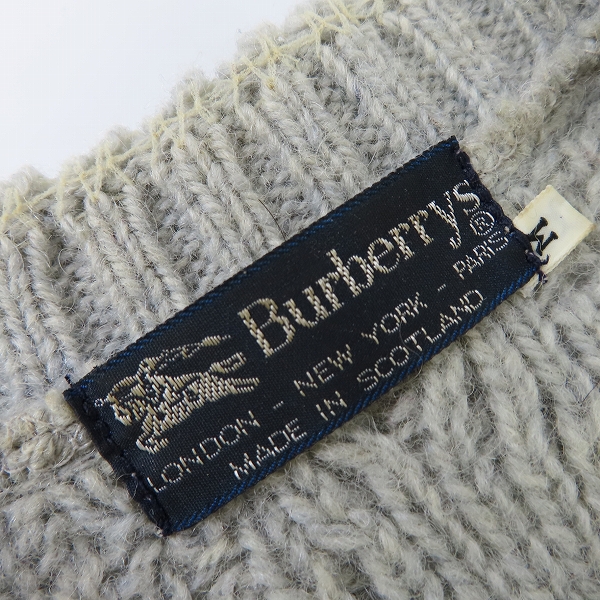 Burberrys®
LONDON - NEW YORK - PARIS
MADE IN SCOTLAND
M